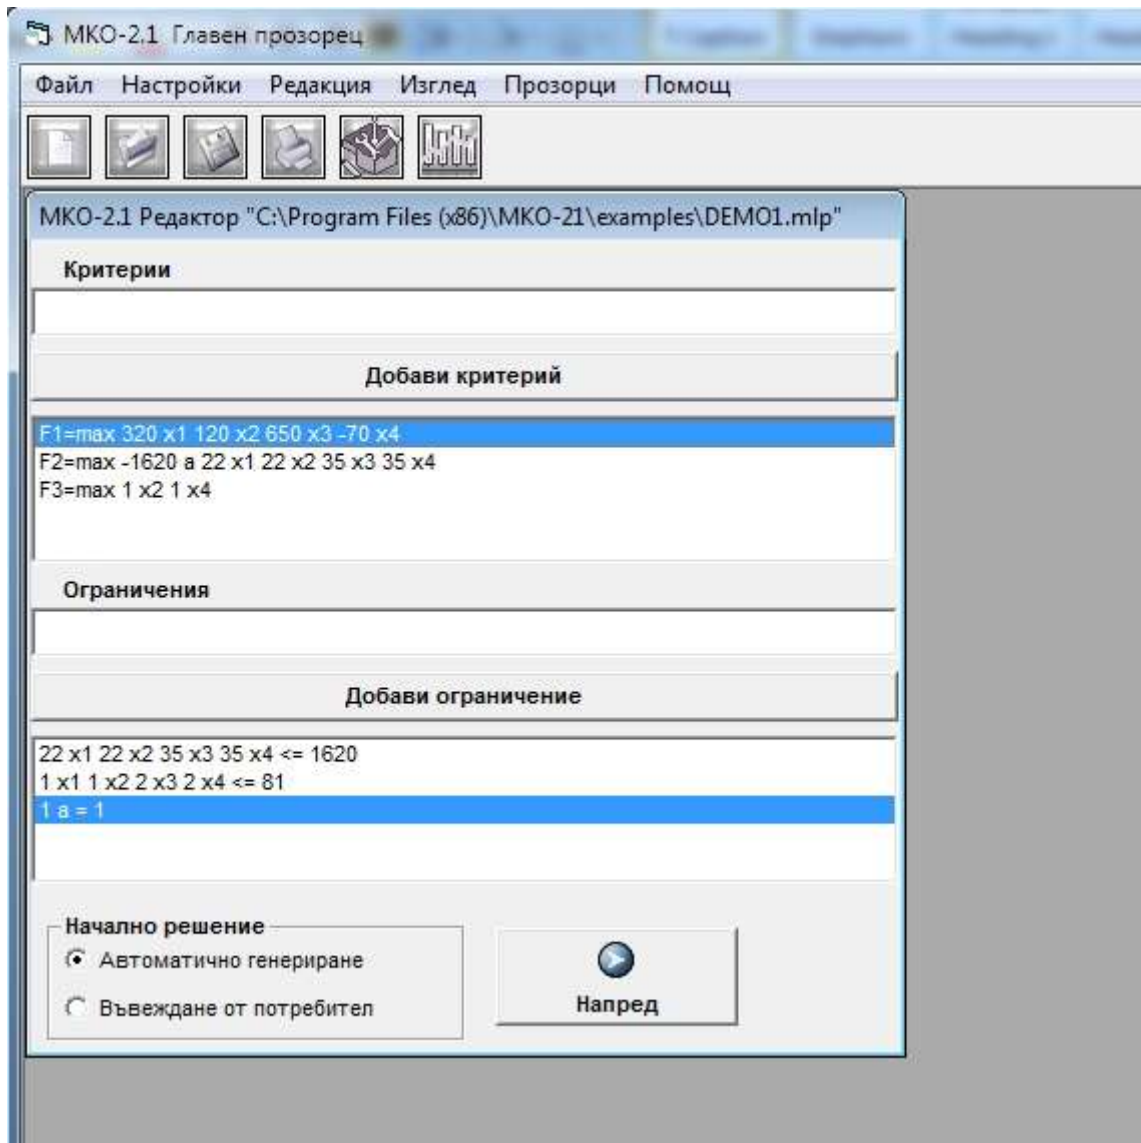 МКО-2.1 Главен прозорец
Файл Настройки Редакция Изглед Прозорци Помощ
МКО-2.1 Редактор "C:\Program Files (x86)\MKO-21\examples\DEMO1.mlp"
Критерии
Добави критерий
F1=max 320 x1 120 x2 650 x3 -70 x4
F2=max -1620 a 22 x1 22 x2 35 x3 35 x4
F3=max 1 x2 1 x4
Ограничения
Добави ограничение
22 x1 22 x2 35 x3 35 x4 <= 1620
1 x1 1 x2 2 x3 2 x4 <= 81
1 a = 1
Начално решение
Автоматично генериране
Въвеждане от потребител
Напред